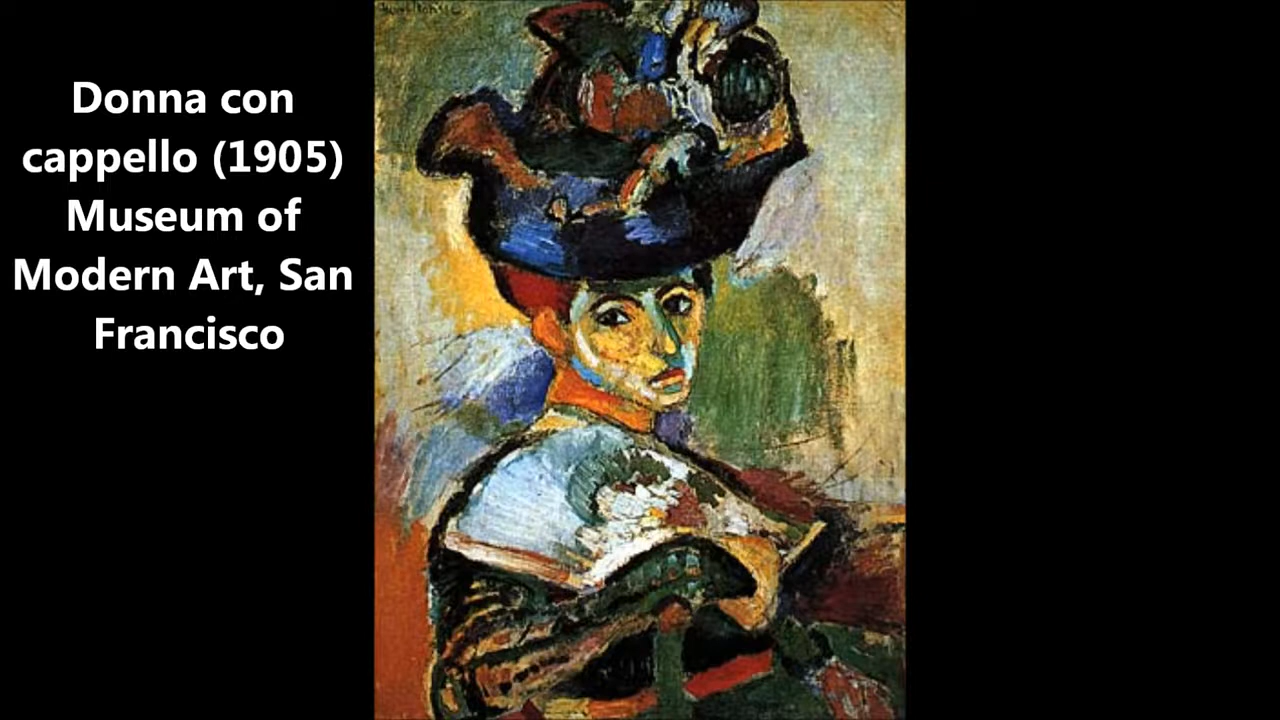 Donna con
cappello (1905)
Museum of
Modern Art, San
Francisco